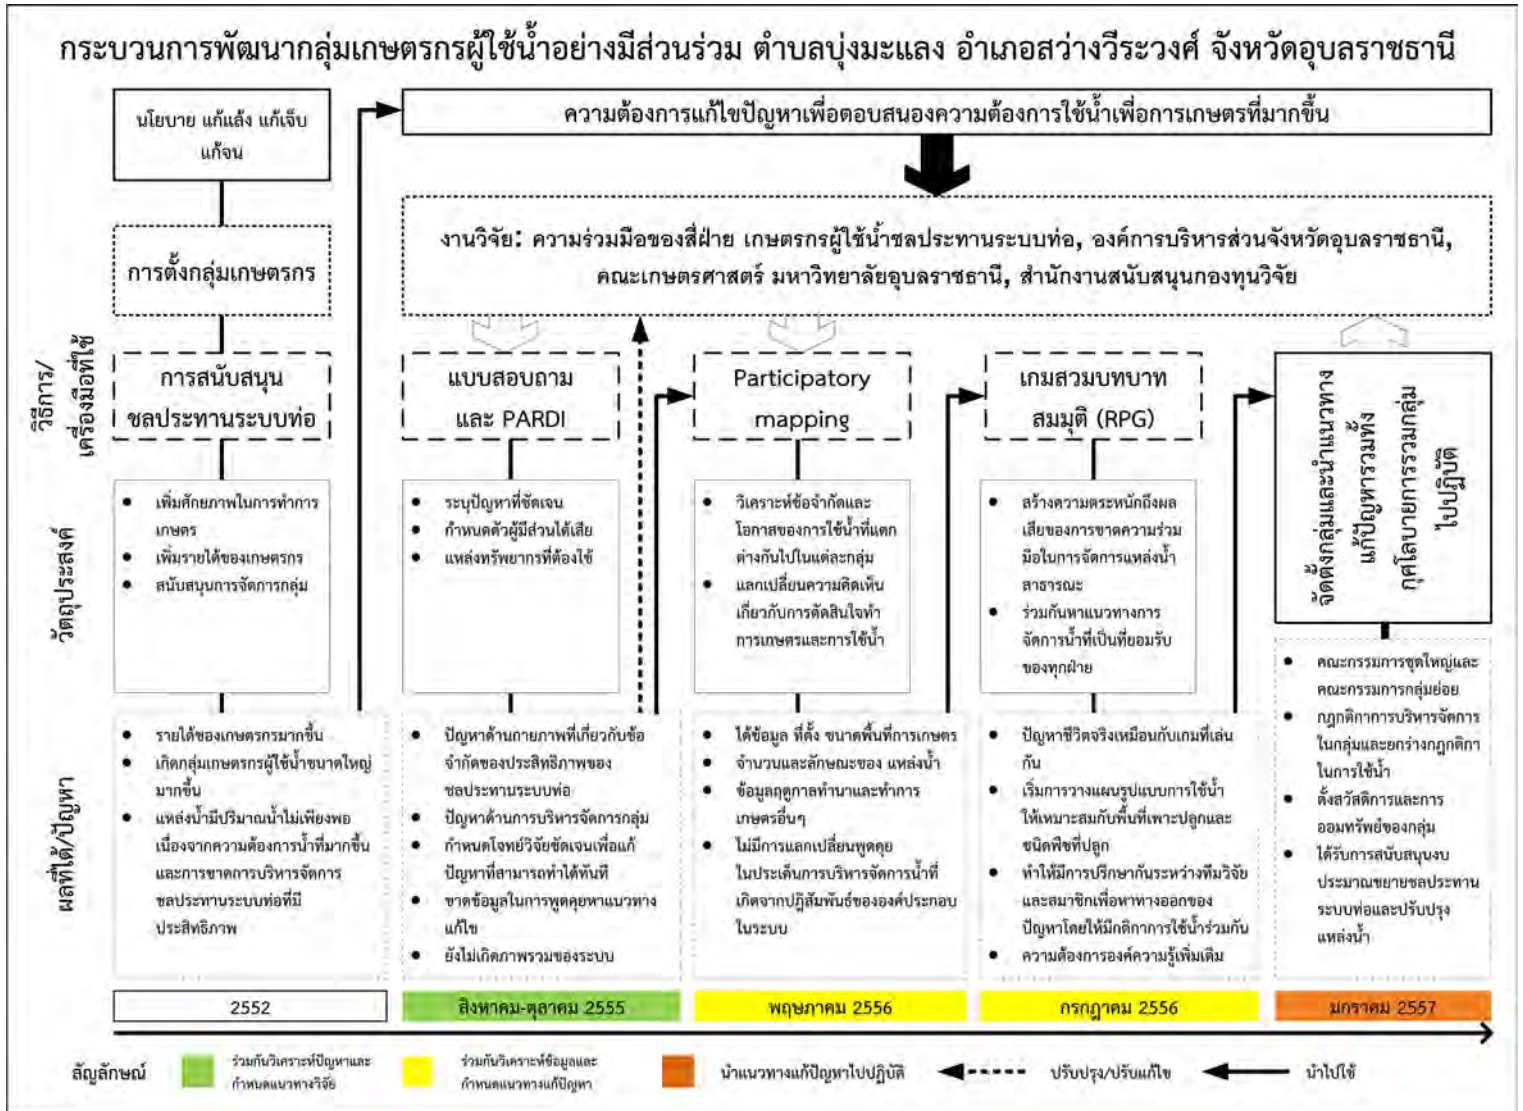 กระบวนการพัฒนากลุ่มเกษตรกรผู้ใช้น้ำอย่างมีส่วนร่วม ตำบลบุ่งมะแลง อำเภอสว่างวีระวงศ์ จังหวัดอุบลราชธานี
นโยบาย แก้แล้ง แก้เจ็บ
แก้จน
ความต้องการแก้ไขปัญหาเพื่อตอบสนองความต้องการใช้น้ำเพื่อการเกษตรที่มากขึ้น
การตั้งกลุ่มเกษตรกร
งานวิจัย: ความร่วมมือของสี่ฝ่าย เกษตรกรผู้ใช้น้ำชลประทานระบบท่อ, องค์การบริหารส่วนจังหวัดอุบลราชธานี,
คณะเกษตรศาสตร์ มหาวิทยาลัยอุบลราชธานี, สำนักงานสนับสนุนกองทุนวิจัย
วิธีการ/
เครื่องมือที่ใช้
การสนับสนุน
ชลประทานระบบท่อ
แบบสอบถาม
และ PARDI
Participatory
mapping
เกมสวมบทบาท
สมมุติ (RPG)
จัดตั้งกลุ่มและนำแนวทาง
แก้ปัญหารวมทั้ง
กุศโลบายการรวมกลุ่ม
ไปปฏิบัติ
วัตถุประสงค์
● เพิ่มศักยภาพในการทำการ
เกษตร
● เพิ่มรายได้ของเกษตรกร
● สนับสนุนการจัดการกลุ่ม
● ระบุปัญหาที่ชัดเจน
● กำหนดตัวผู้มีส่วนได้เสีย
● แหล่งทรัพยากรที่ต้องใช้
● วิเคราะห์ข้อจำกัดและ
โอกาสของการใช้น้ำที่แตก
ต่างกันไปในแต่ละกลุ่ม
● แลกเปลี่ยนความคิดเห็น
เกี่ยวกับการตัดสินใจทำ
การเกษตรและการใช้น้ำ
● สร้างความตระหนักถึงผล
เสียของการขาดความร่วม
มือในการจัดการแหล่งน้ำ
สาธารณะ
● ร่วมกันหาแนวทางการ
จัดการน้ำที่เป็นที่ยอมรับ
ของทุกฝ่าย
ผลที่ได้/ปัญหา
● รายได้ของเกษตรกรมากขึ้น
● เกิดกลุ่มเกษตรกรผู้ใช้น้ำขนาดใหญ่
มากขึ้น
● แหล่งน้ำมีปริมาณน้ำไม่เพียงพอ
เนื่องจากความต้องการน้ำที่มากขึ้น
และการขาดการบริหารจัดการ
ชลประทานระบบท่อที่มี
ประสิทธิภาพ
● ปัญหาด้านกายภาพที่เกี่ยวกับข้อ
จำกัดของประสิทธิภาพของ
ชลประทานระบบท่อ
● ปัญหาด้านการบริหารจัดการกลุ่ม
● กำหนดโจทย์วิจัยชัดเจนเพื่อแก้
ปัญหาที่สามารถทำได้ทันที
● ขาดข้อมูลในการพูดคุยหาแนวทาง
แก้ไข
● ยังไม่เกิดภาพรวมของระบบ
● ได้ข้อมูล ที่ตั้ง ขนาดพื้นที่การเกษตร
● จำนวนและลักษณะของ แหล่งน้ำ
● ข้อมูลฤดูกาลทำนาและทำการ
เกษตรอื่นๆ
● ไม่มีการแลกเปลี่ยนพูดคุย
ในประเด็นการบริหารจัดการน้ำที่
เกิดจากปฏิสัมพันธ์ขององค์ประกอบ
ในระบบ
● ปัญหาชีวิตจริงเหมือนกับเกมที่เล่น
กัน
● เริ่มการวางแผนรูปแบบการใช้น้ำ
ให้เหมาะสมกับพื้นที่เพาะปลูกและ
ชนิดพืชที่ปลูก
● ทำให้มีการปรึกษากันระหว่างทีมวิจัย
และสมาชิกเพื่อหาทางออกของ
ปัญหาโดยให้มีกติกาการใช้น้ำร่วมกัน
● ความต้องการองค์ความรู้เพิ่มเติม
● คณะกรรมการชุดใหญ่และ
คณะกรรมการกลุ่มย่อย
● กฎกติกาการบริหารจัดการ
ในกลุ่มและยกร่างกฎกติกา
ในการใช้น้ำ
● ตั้งสวัสดิการและการ
ออมทรัพย์ของกลุ่ม
● ได้รับการสนับสนุนงบ
ประมาณขยายชลประทาน
ระบบท่อและปรับปรุง
แหล่งน้ำ
2552
สิงหาคม-ตุลาคม 2555
พฤษภาคม 2556
กรกฎาคม 2556
มกราคม 2557
สัญลักษณ์
ร่วมกันวิเคราะห์ปัญหาและ
กำหนดแนวทางวิจัย
ร่วมกันวิเคราะห์ข้อมูลและ
กำหนดแนวทางแก้ปัญหา
นำแนวทางแก้ปัญหาไปปฏิบัติ
ปรับปรุง/ปรับแก้ไข
นำไปใช้